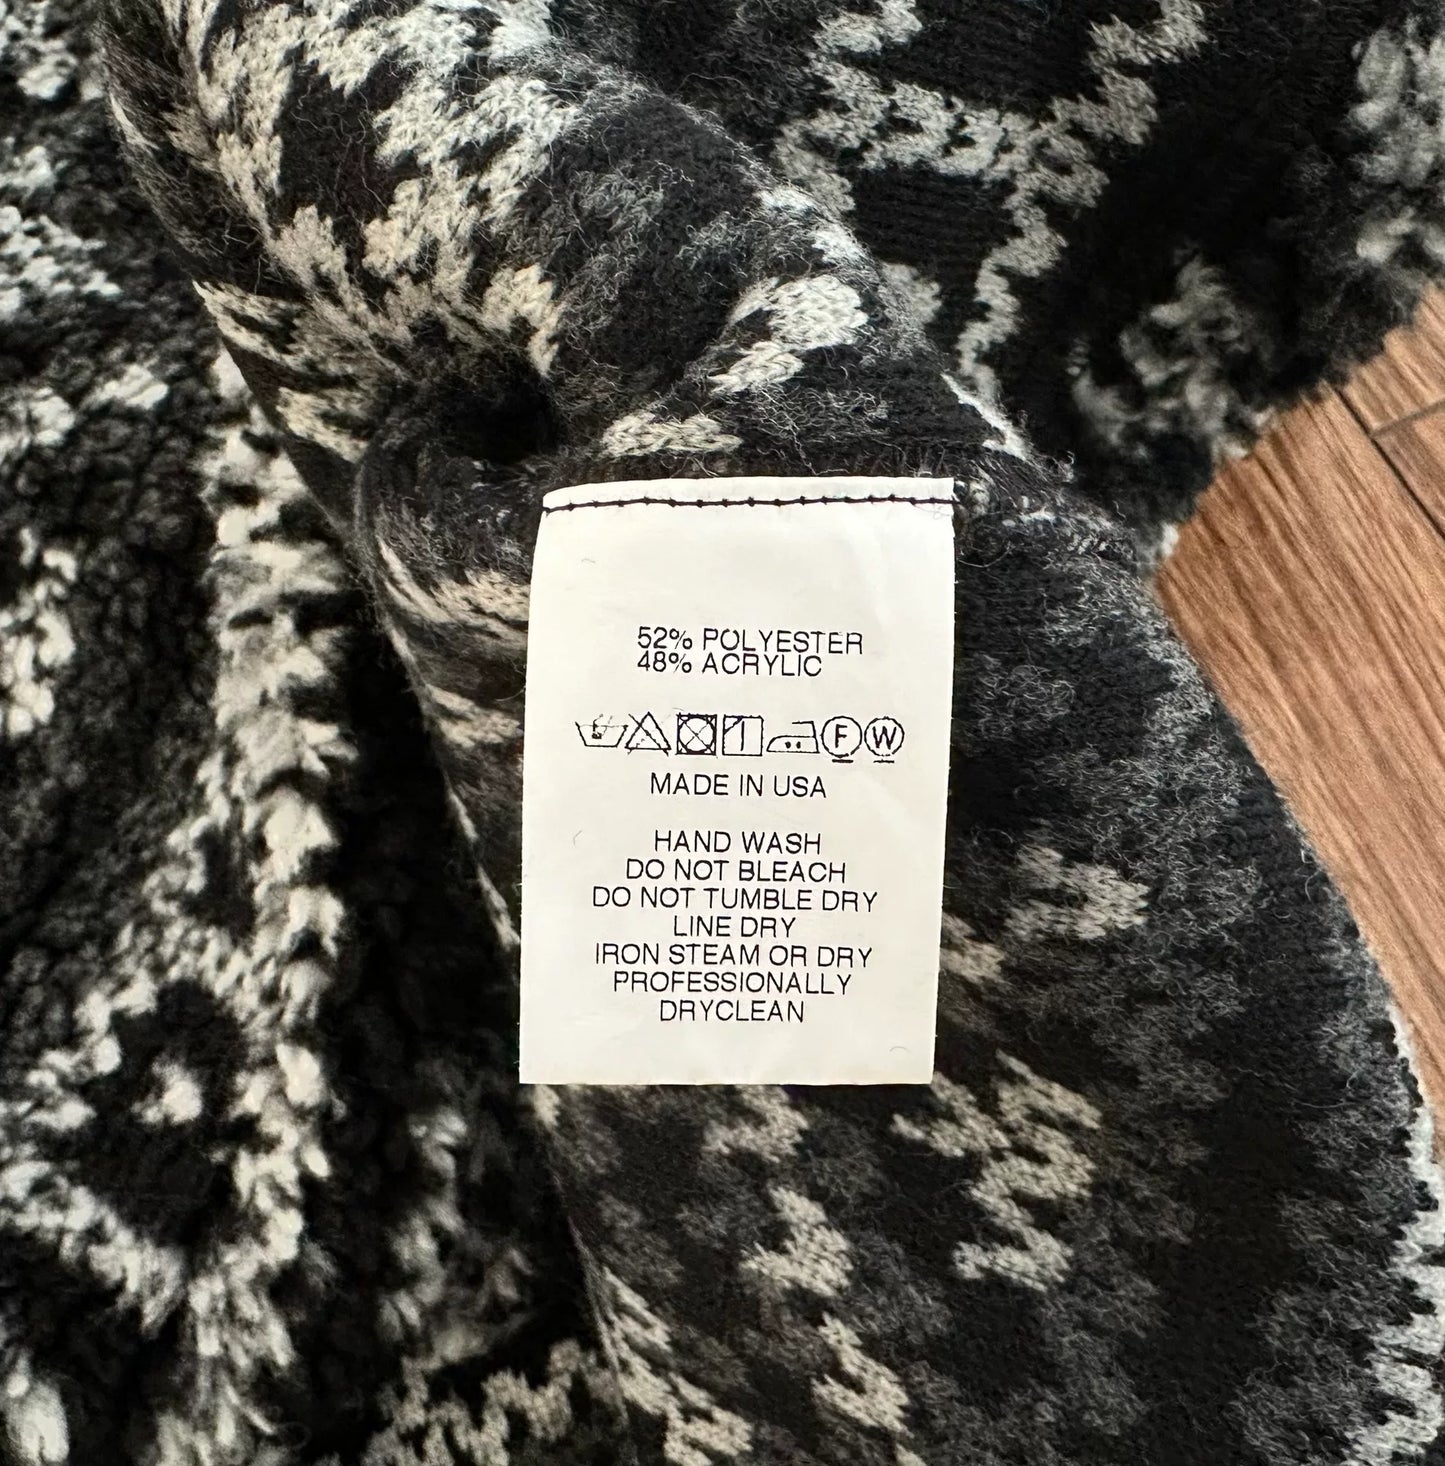 52% POLYESTER
48% ACRYLIC
F W
MADE IN USA
HAND WASH
DO NOT BLEACH
DO NOT TUMBLE DRY
LINE DRY
IRON STEAM OR DRY
PROFESSIONALLY
DRYCLEAN